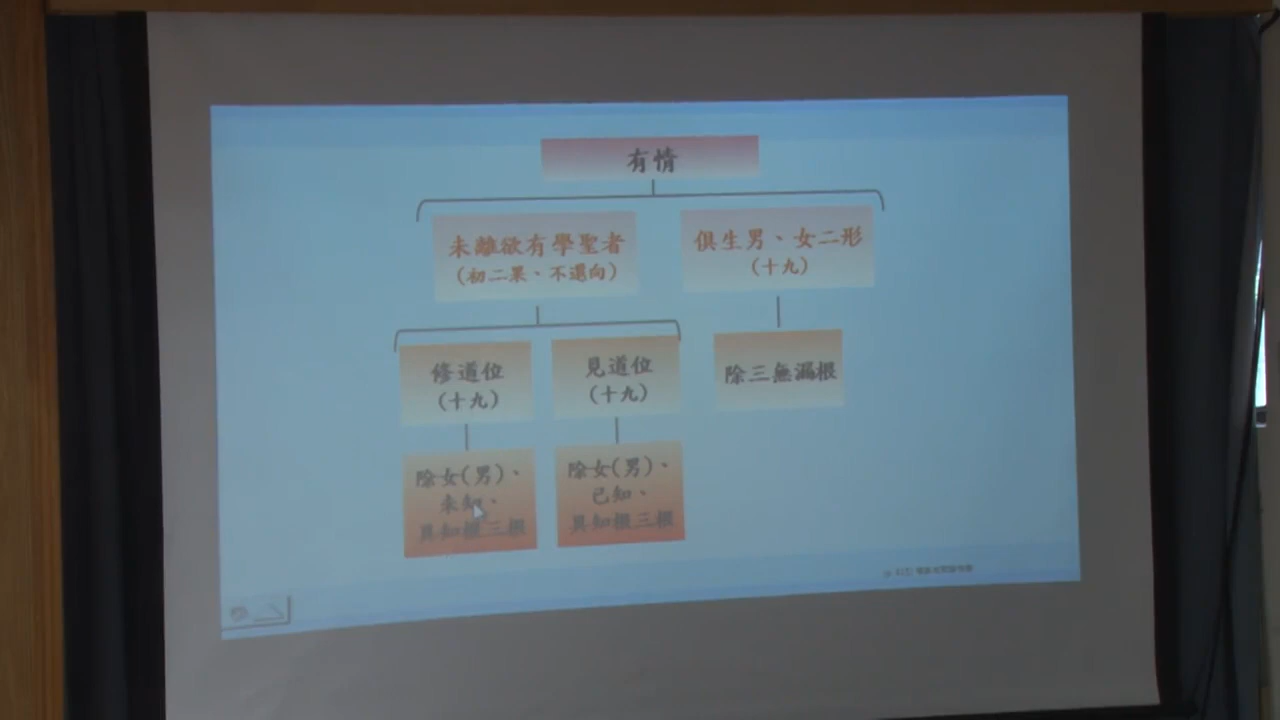 有情
未離欲有學聖者
(初二果、不還向)
俱生男、女二形
(十九)
修道位
(十九)
見道位
(十九)
除三無漏根
除女(男)、
未知、
具知根三根
除女(男)、
已知、
具知根三根